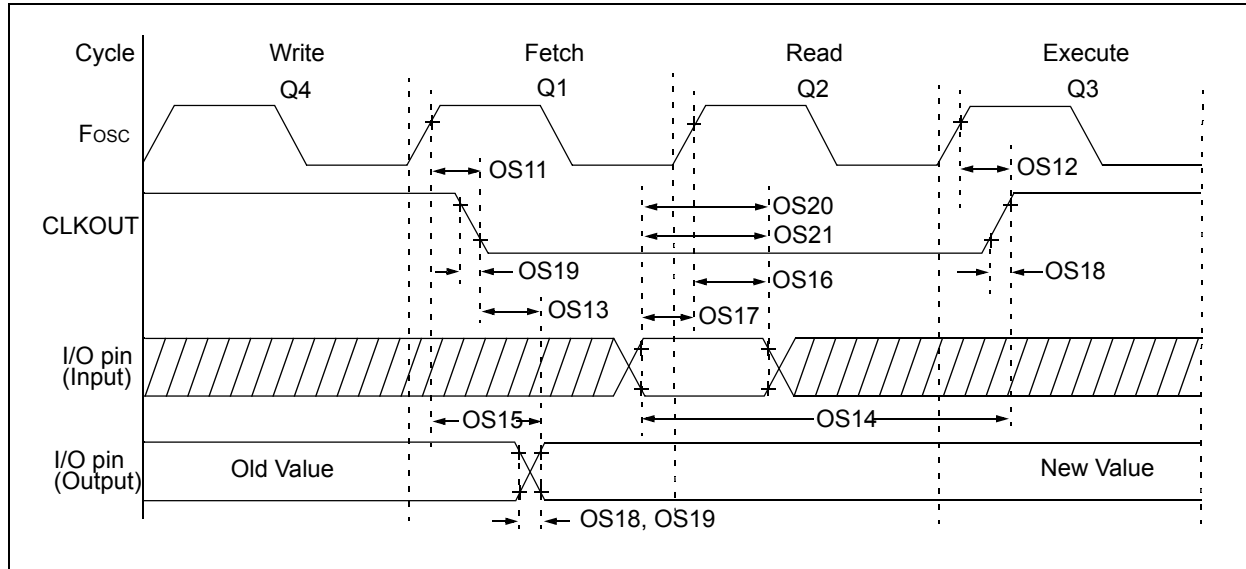 Cycle Write Fetch Read Execute
Q4 Q1 Q2 Q3
Fosc
OS11 OS12
OS20
CLKOUT
OS21
OS19 OS16 OS18
OS13 OS17
I/O pin
(Input)
OS15 OS14
I/O pin
(Output)
Old Value New Value
OS18, OS19